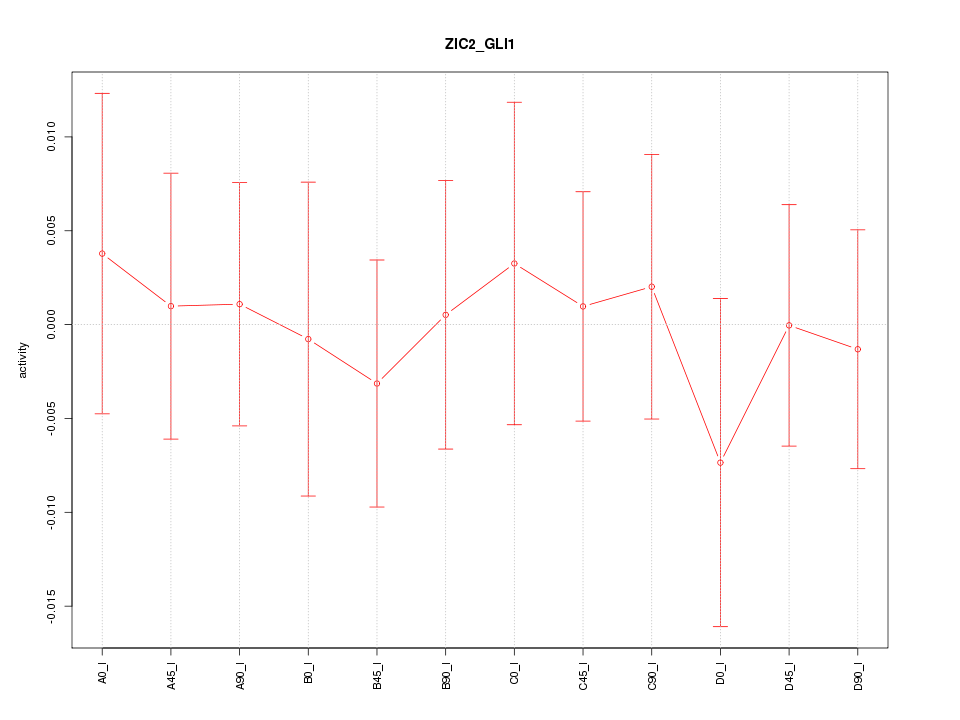 ZIC2_GLI1
activity
0.010
0.005
0.000
-0.005
-0.010
-0.015
A0_I
A45_I
A90_I
B0_I
B45_I
B90_I
C0_I
C45_I
C90_I
D0_I
D45_I
D90_I